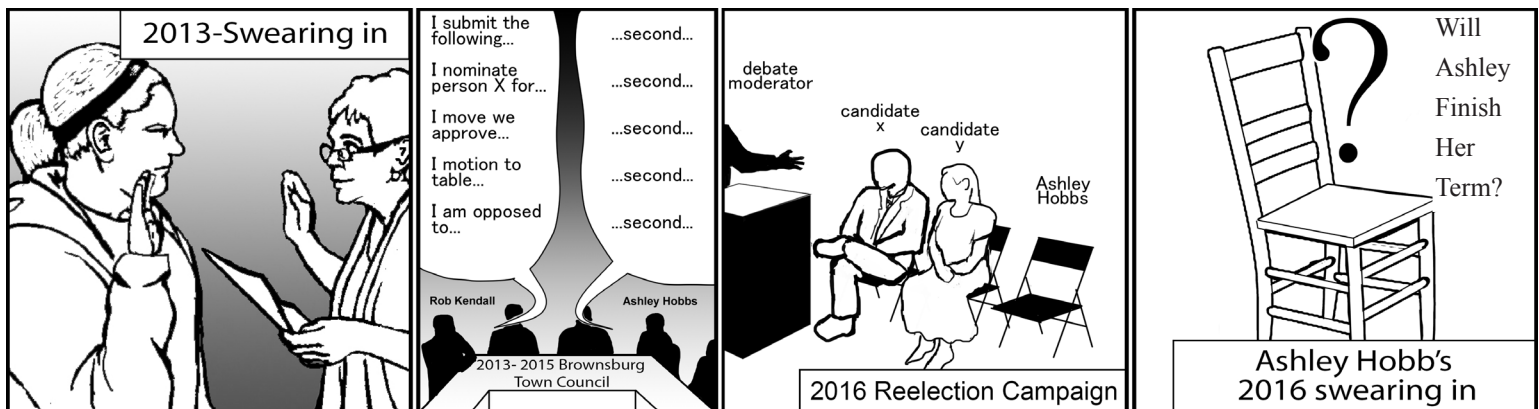 2013-Swearing in
I submit the
following...
...second...
I nominate
person X for...
...second...
I move we
approve...
...second...
I motion to
table...
...second...
I am opposed
to...
...second...
Rob Kendall
Ashley Hobbs
2013- 2015 Brownsburg
Town Council
debate
moderator
candidate
x
candidate
y
Ashley
Hobbs
2016 Reelection Campaign
?
Will
Ashley
Finish
Her
Term?
Ashley Hobb's
2016 swearing in